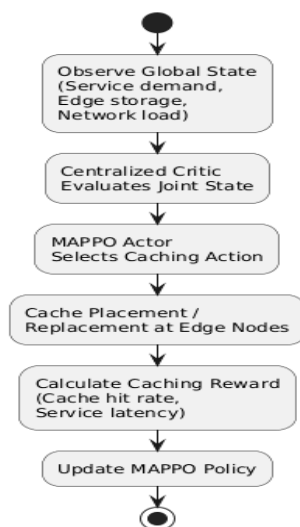 Observe Global State
(Service demand,
Edge storage,
Network load)
Centralized Critic
Evaluates Joint State
MAPPO Actor
Selects Caching Action
Cache Placement /
Replacement at Edge Nodes
Calculate Caching Reward
(Cache hit rate,
Service latency)
Update MAPPO Policy